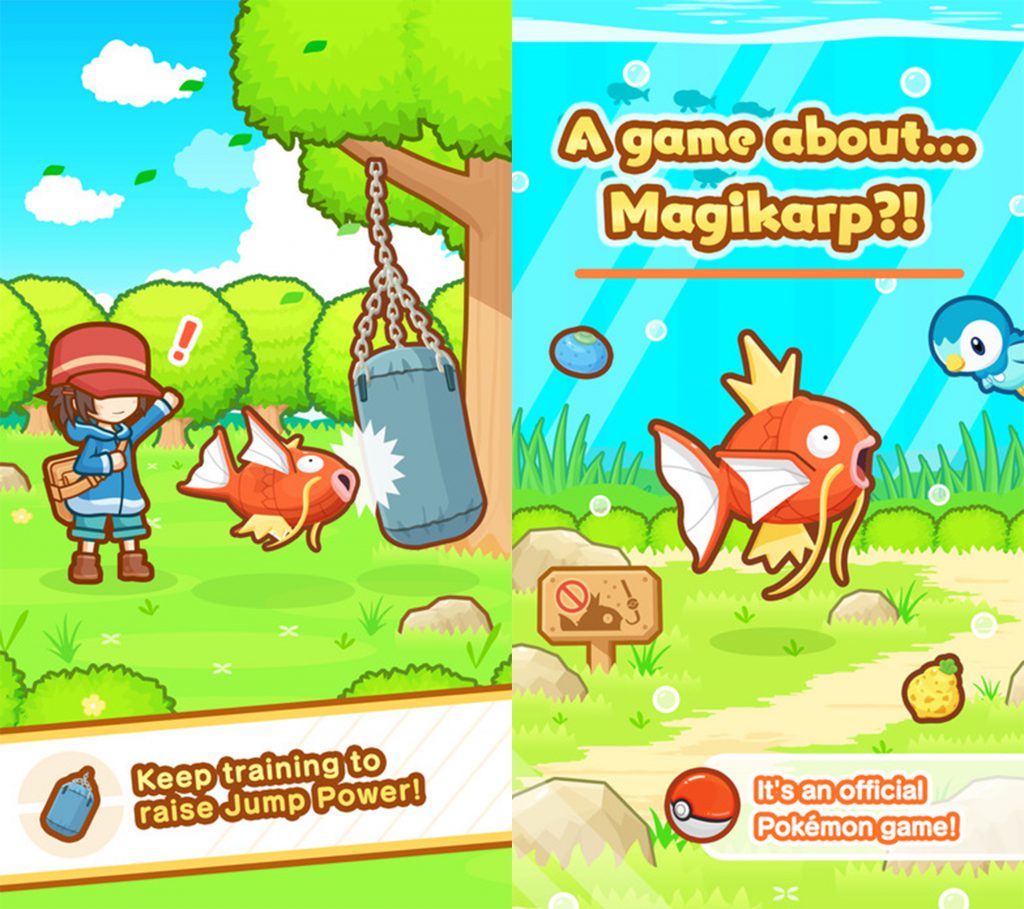 Keep training to
raise Jump Power!
A game about...
Magikarp?!
It's an official
Pokémon game!